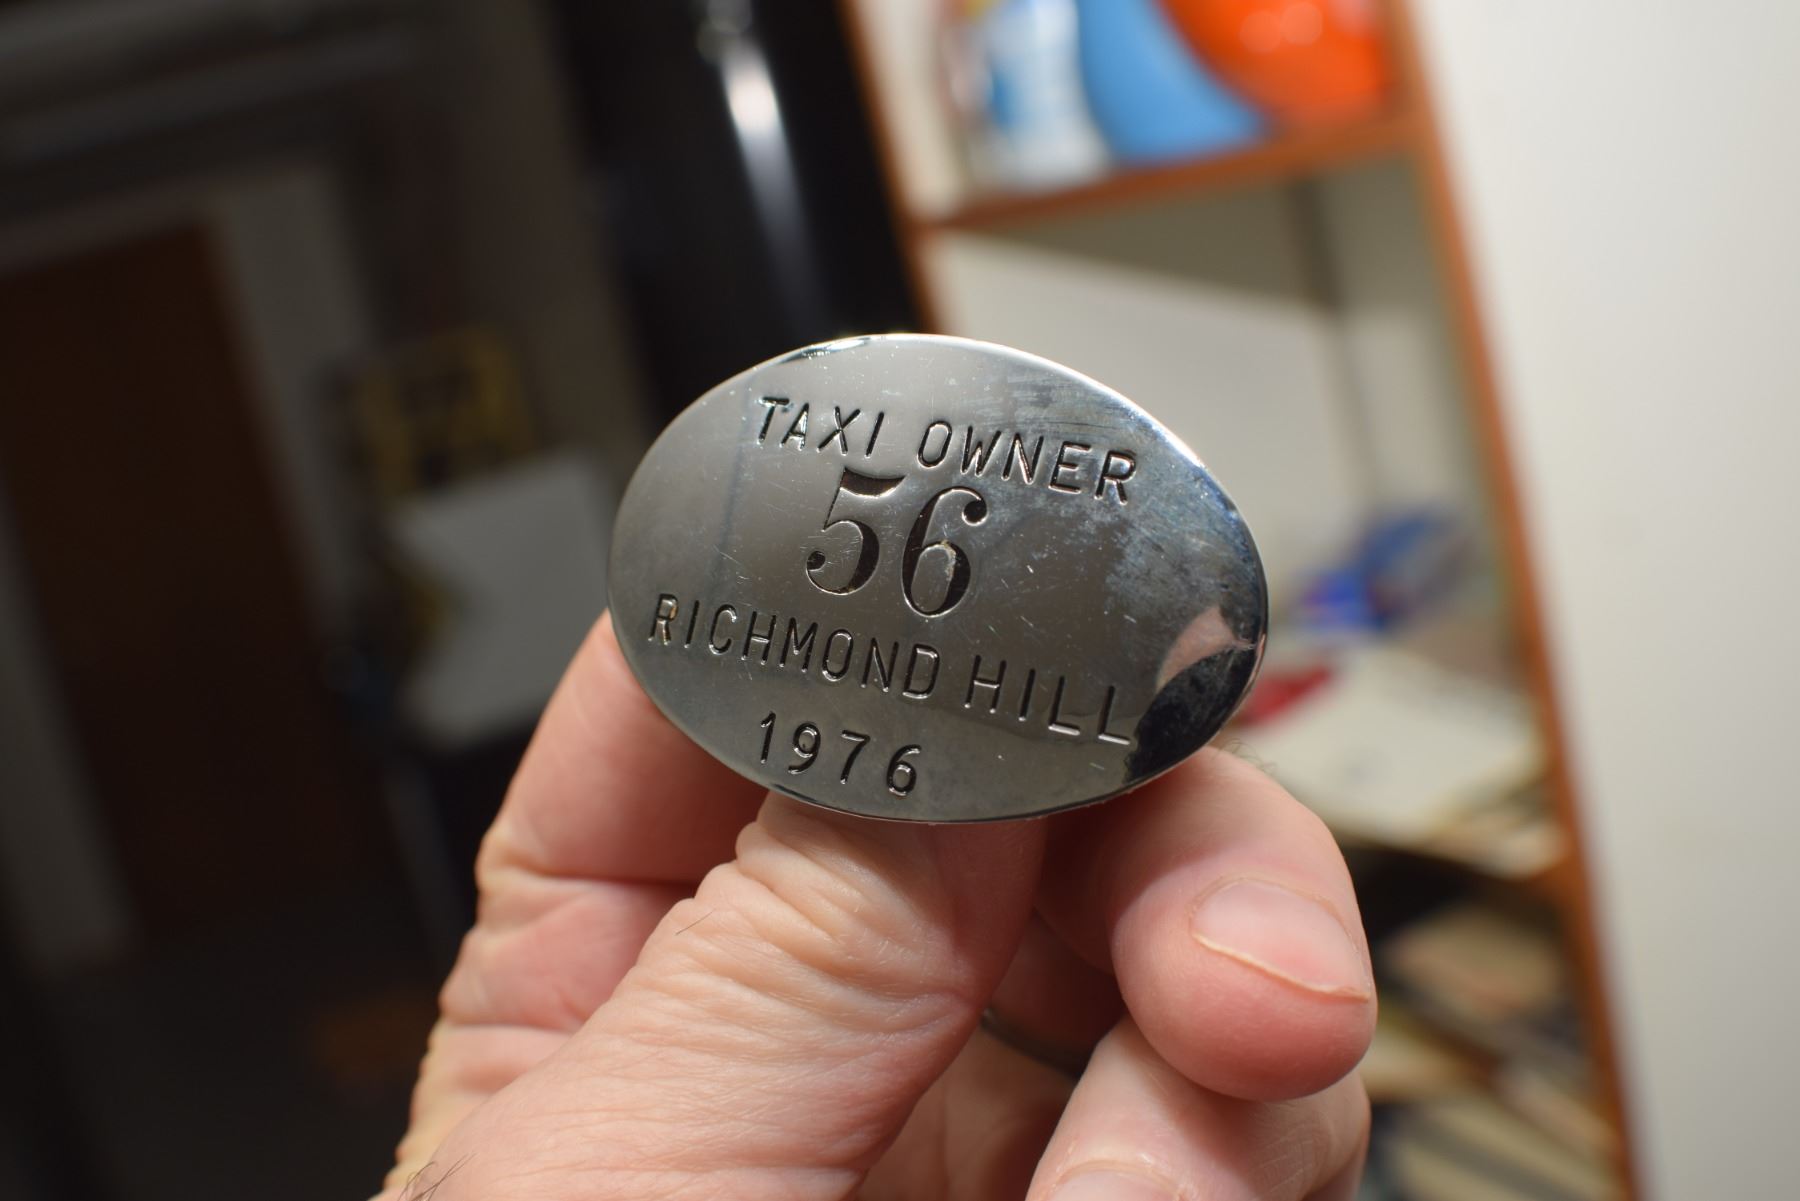 TAXI OWNER
56
RICHMOND HILL
1976